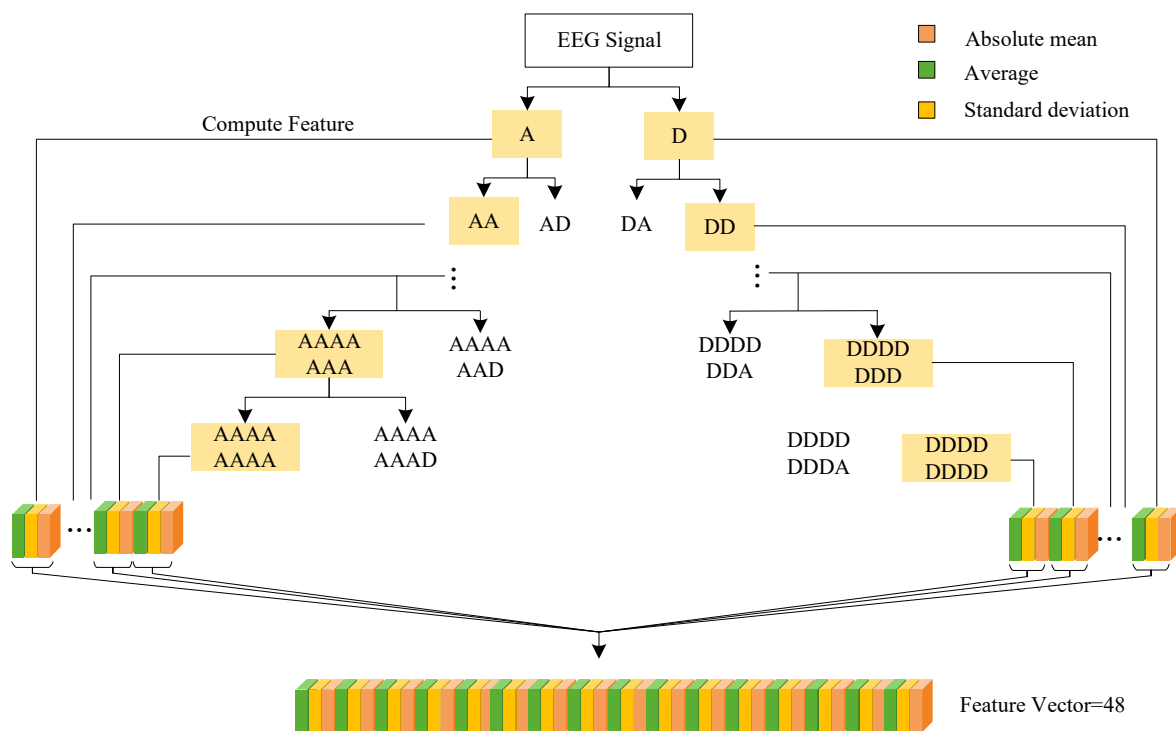 EEG Signal
Absolute mean
Average
Standard deviation
Compute Feature
A
D
AA
AD
DA
DD
AAAA
AAA
AAAA
AAD
DDDD
DDA
DDDD
DDD
AAAA
AAAA
AAAA
AAAD
DDDD
DDDA
DDDD
DDDD
Feature Vector=48